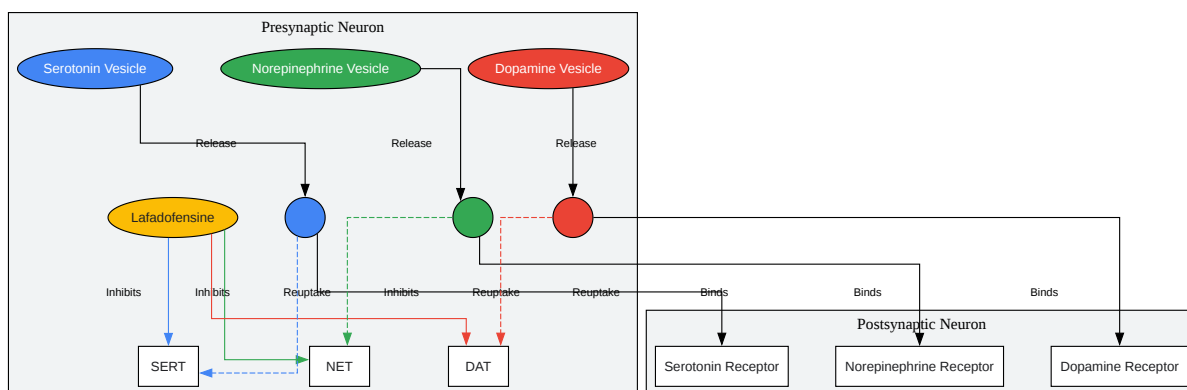 Presynaptic Neuron
Serotonin Vesicle
Norepinephrine Vesicle
Dopamine Vesicle
Release
Release
Release
Lafadofensine
Inhibits
Inhibits
Reuptake
Inhibits
Reuptake
Reuptake
Binds
Binds
Binds
Postsynaptic Neuron
SERT
NET
DAT
Serotonin Receptor
Norepinephrine Receptor
Dopamine Receptor